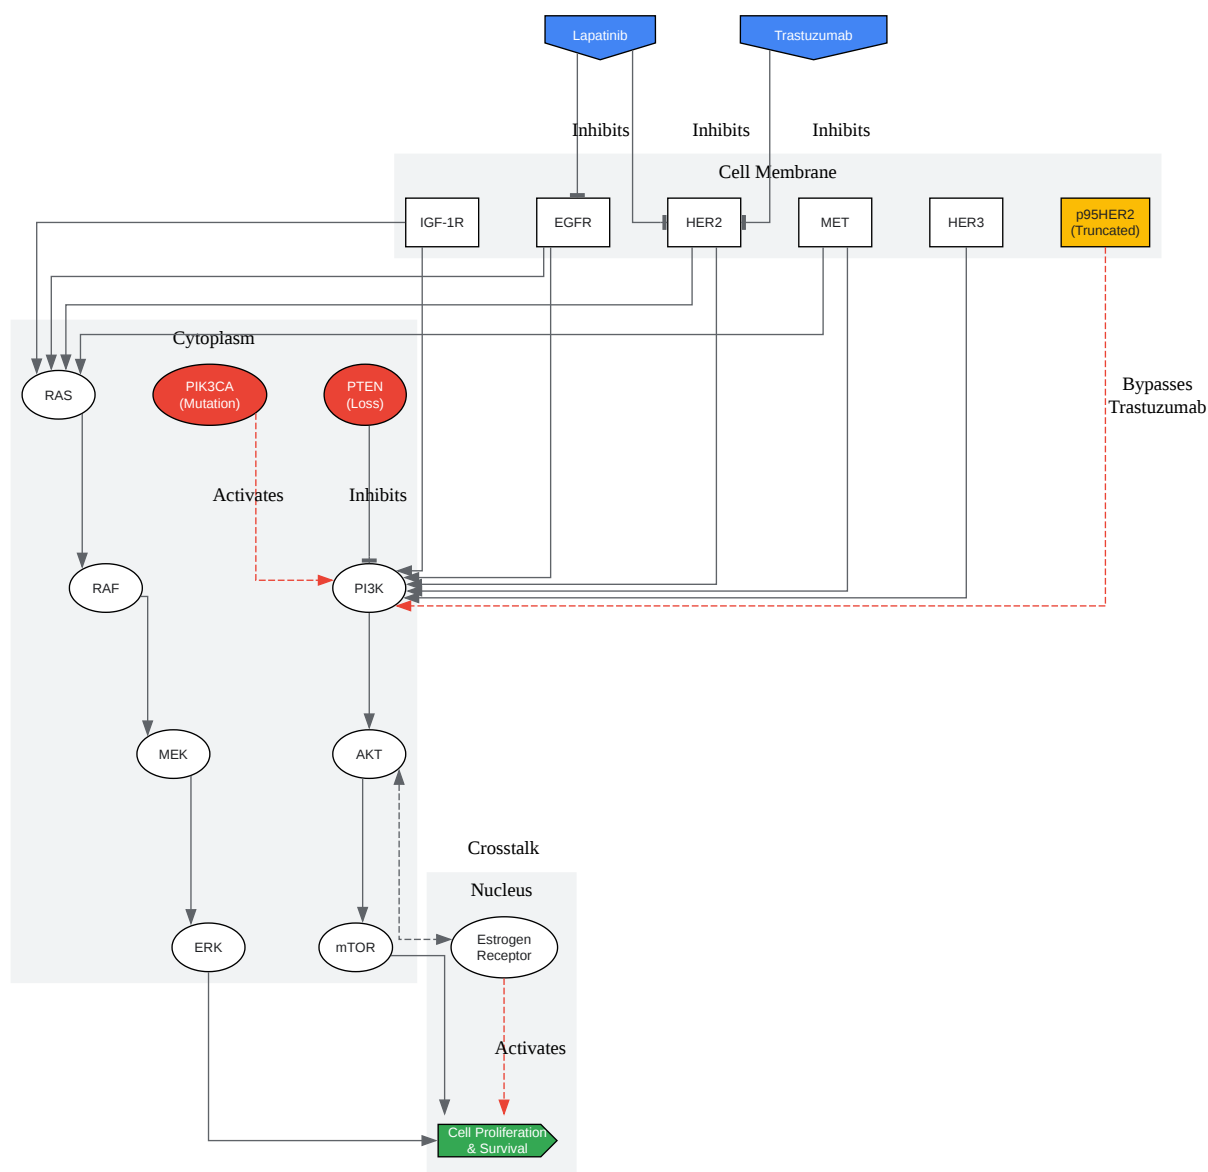 Lapatinib
Trastuzumab
Inhibits
Inhibits
Inhibits
Cell Membrane
IGF-1R
EGFR
HER2
MET
HER3
p95HER2
(Truncated)
Cytoplasm
RAS
PIK3CA
(Mutation)
PTEN
(Loss)
Bypasses
Trastuzumab
Activates
Inhibits
RAF
PI3K
MEK
AKT
Crosstalk
Nucleus
ERK
mTOR
Estrogen
Receptor
Activates
Cell Proliferation
& Survival